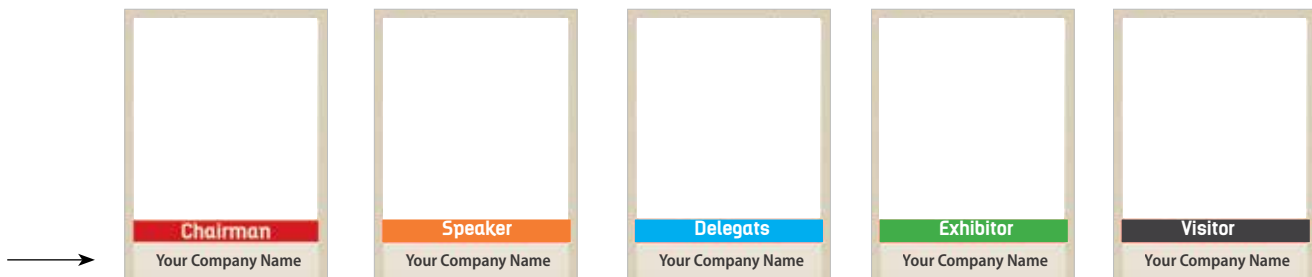 Chairman
Speaker
Delegats
Exhibitor
Visitor
Your Company Name
Your Company Name
Your Company Name
Your Company Name
Your Company Name